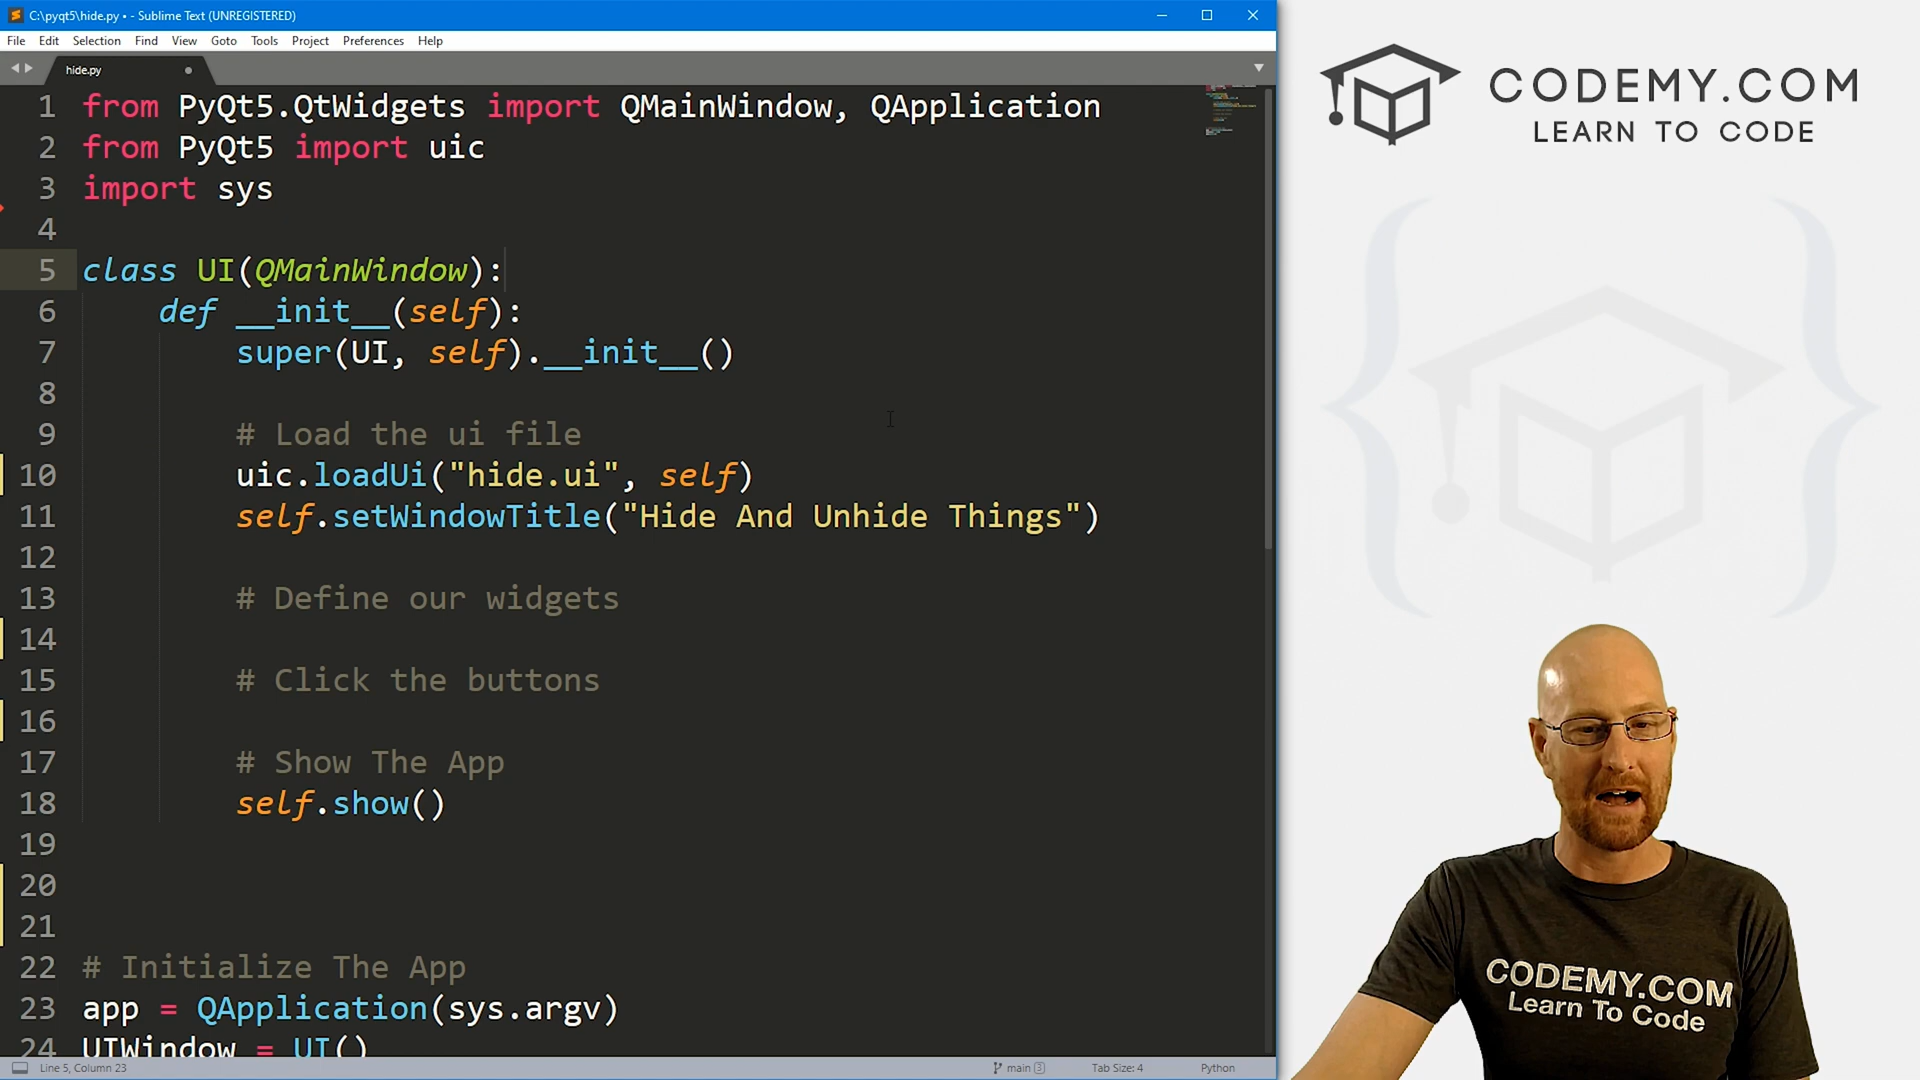 C:\pyqt5\hide.py • - Sublime Text (UNREGISTERED)
File Edit Selection Find View Goto Tools Project Preferences Help
hide.py
1 from PyQt5.QtWidgets import QMainWindow, QApplication
2 from PyQt5 import uic
3 import sys
4
5 class UI(QMainWindow):
6 def __init__(self):
7 super(UI, self).__init__()
8
9 # Load the ui file
10 uic.loadUi("hide.ui", self)
11 self.setWindowTitle("Hide And Unhide Things")
12
13 # Define our widgets
14
15 # Click the buttons
16
17 # Show The App
18 self.show()
19
20
21
22 # Initialize The App
23 app = QApplication(sys.argv)
24 UIWindow = UI()
Line 5, Column 23
main 3
Tab Size: 4
Python
CODEMY.COM
LEARN TO CODE
CODEMY.COM
Learn To Code